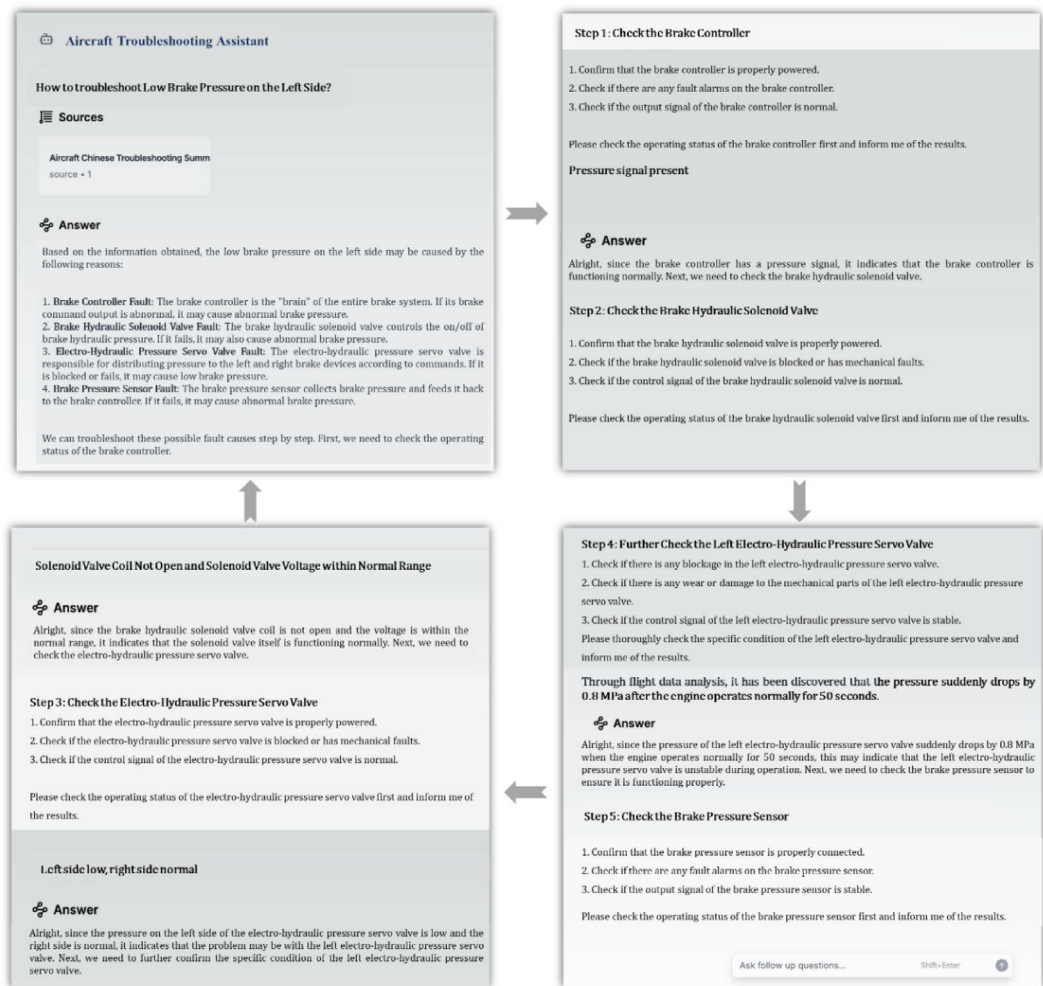 Aircraft Troubleshooting Assistant
How to troubleshoot Low Brake Pressure on the Left Side?
Sources
Aircraft Chinese Troubleshooting Summ
source • 1
Answer
Based on the information obtained, the low brake pressure on the left side may be caused by the
following reasons:
1. Brake Controller Fault: The brake controller is the "brain" of the entire brake system. If its brake
command output is abnormal, it may cause abnormal brake pressure.
2. Brake Hydraulic Solenoid Valve Fault: The brake hydraulic solenoid valve controls the on/off of
brake hydraulic pressure. If it fails, it may also cause abnormal brake pressure.
3. Electro-Hydraulic Pressure Servo Valve Fault: The electro-hydraulic pressure servo valve is
responsible for distributing pressure to the left and right brake devices according to commands. If it
is blocked or fails, it may cause low brake pressure.
4. Brake Pressure Sensor Fault: The brake pressure sensor collects brake pressure and feeds it back
to the brake controller. If it fails, it may cause abnormal brake pressure.
We can troubleshoot these possible fault causes step by step. First, we need to check the operating
status of the brake controller.
Step 1: Check the Brake Controller
1. Confirm that the brake controller is properly powered.
2. Check if there are any fault alarms on the brake controller.
3. Check if the output signal of the brake controller is normal.
Please check the operating status of the brake controller first and inform me of the results.
Pressure signal present
Answer
Alright, since the brake controller has a pressure signal, it indicates that the brake controller is
functioning normally. Next, we need to check the brake hydraulic solenoid valve.
Step 2: Check the Brake Hydraulic Solenoid Valve
1. Confirm that the brake hydraulic solenoid valve is properly powered.
2. Check if the brake hydraulic solenoid valve is blocked or has mechanical faults.
3. Check if the control signal of the brake hydraulic solenoid valve is normal.
Please check the operating status of the brake hydraulic solenoid valve first and inform me of the results.
Solenoid Valve Coil Not Open and Solenoid Valve Voltage within Normal Range
Answer
Alright, since the brake hydraulic solenoid valve coil is not open and the voltage is within the
normal range, it indicates that the solenoid valve itself is functioning normally. Next, we need to
check the electro-hydraulic pressure servo valve.
Step 3: Check the Electro-Hydraulic Pressure Servo Valve
1. Confirm that the electro-hydraulic pressure servo valve is properly powered.
2. Check if the electro-hydraulic pressure servo valve is blocked or has mechanical faults.
3. Check if the control signal of the electro-hydraulic pressure servo valve is normal.
Please check the operating status of the electro-hydraulic pressure servo valve first and inform me of
the results.
Left side low, right side normal
Answer
Alright, since the pressure on the left side of the electro-hydraulic pressure servo valve is low and the
right side is normal, it indicates that the problem may be with the left electro-hydraulic pressure servo
valve. Next, we need to further confirm the specific condition of the left electro-hydraulic pressure
servo valve.
Step 4: Further Check the Left Electro-Hydraulic Pressure Servo Valve
1. Check if there is any blockage in the left electro-hydraulic pressure servo valve.
2. Check if there is any wear or damage to the mechanical parts of the left electro-hydraulic pressure
servo valve.
3. Check if the control signal of the left electro-hydraulic pressure servo valve is stable.
Please thoroughly check the specific condition of the left electro-hydraulic pressure servo valve and
inform me of the results.
Through flight data analysis, it has been discovered that the pressure suddenly drops by
0.8 MPa after the engine operates normally for 50 seconds.
Answer
Alright, since the pressure of the left electro-hydraulic pressure servo valve suddenly drops by 0.8 MPa
when the engine operates normally for 50 seconds, this may indicate that the left electro-hydraulic
pressure servo valve is unstable during operation. Next, we need to check the brake pressure sensor to
ensure it is functioning properly.
Step 5: Check the Brake Pressure Sensor
1. Confirm that the brake pressure sensor is properly connected.
2. Check if there are any fault alarms on the brake pressure sensor.
3. Check if the output signal of the brake pressure sensor is stable.
Please check the operating status of the brake pressure sensor first and inform me of the results.
Ask follow up questions... Shift+Enter